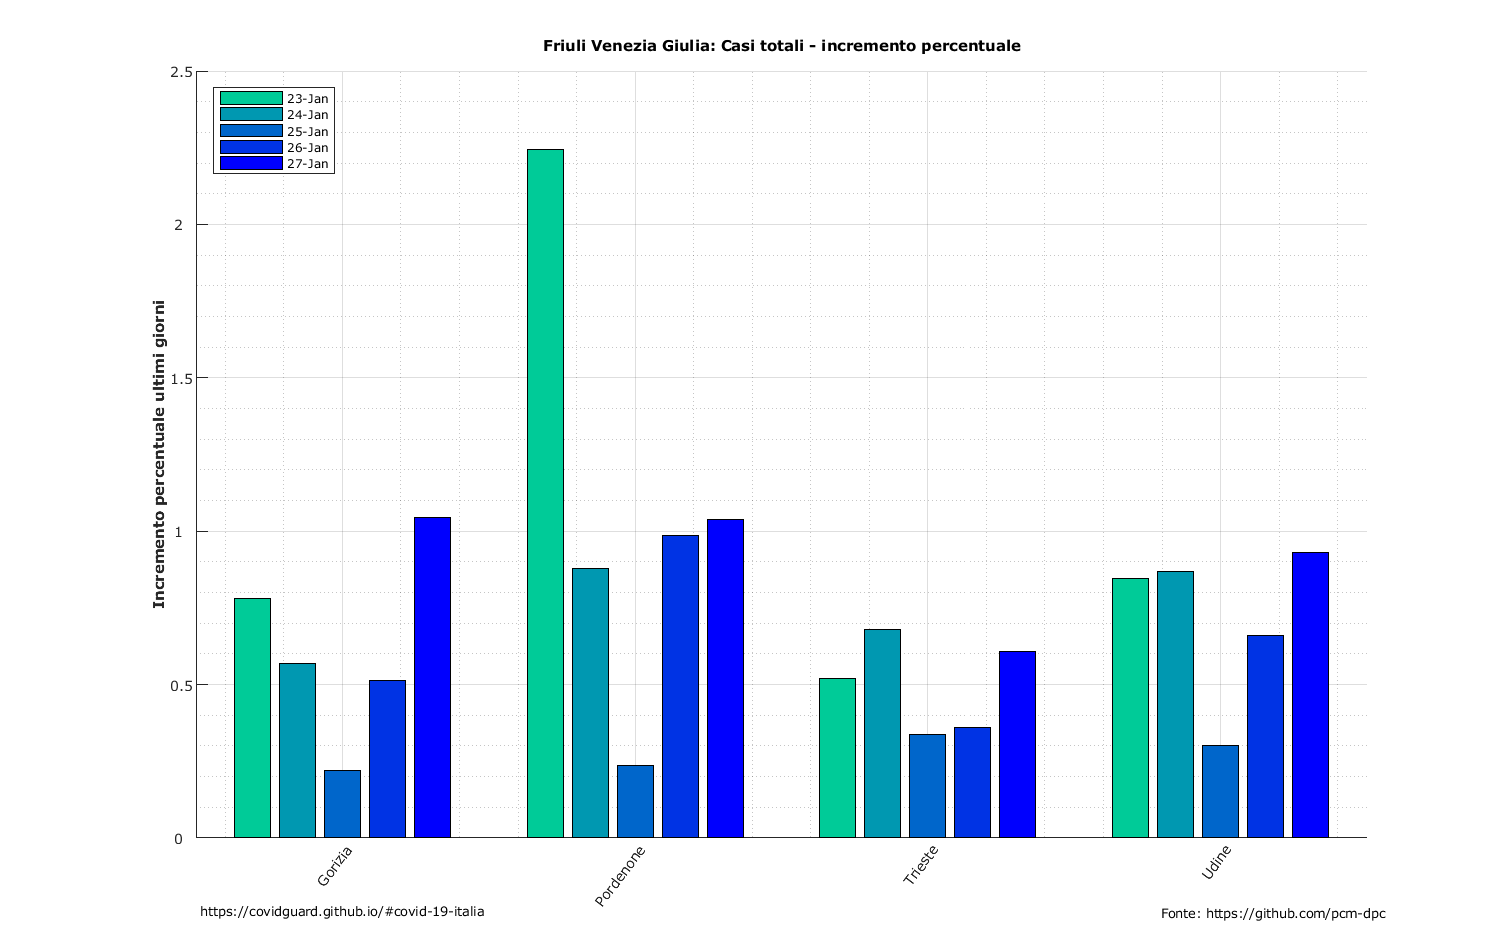 Friuli Venezia Giulia: Casi totali - incremento percentuale
2.5
2
1.5
1
0.5
0
Incremento percentuale ultimi giorni
23-Jan
24-Jan
25-Jan
26-Jan
27-Jan
Gorizia
Pordenone
Trieste
Udine
https://covidguard.github.io/#covid-19-italia
Fonte: https://github.com/pcm-dpc